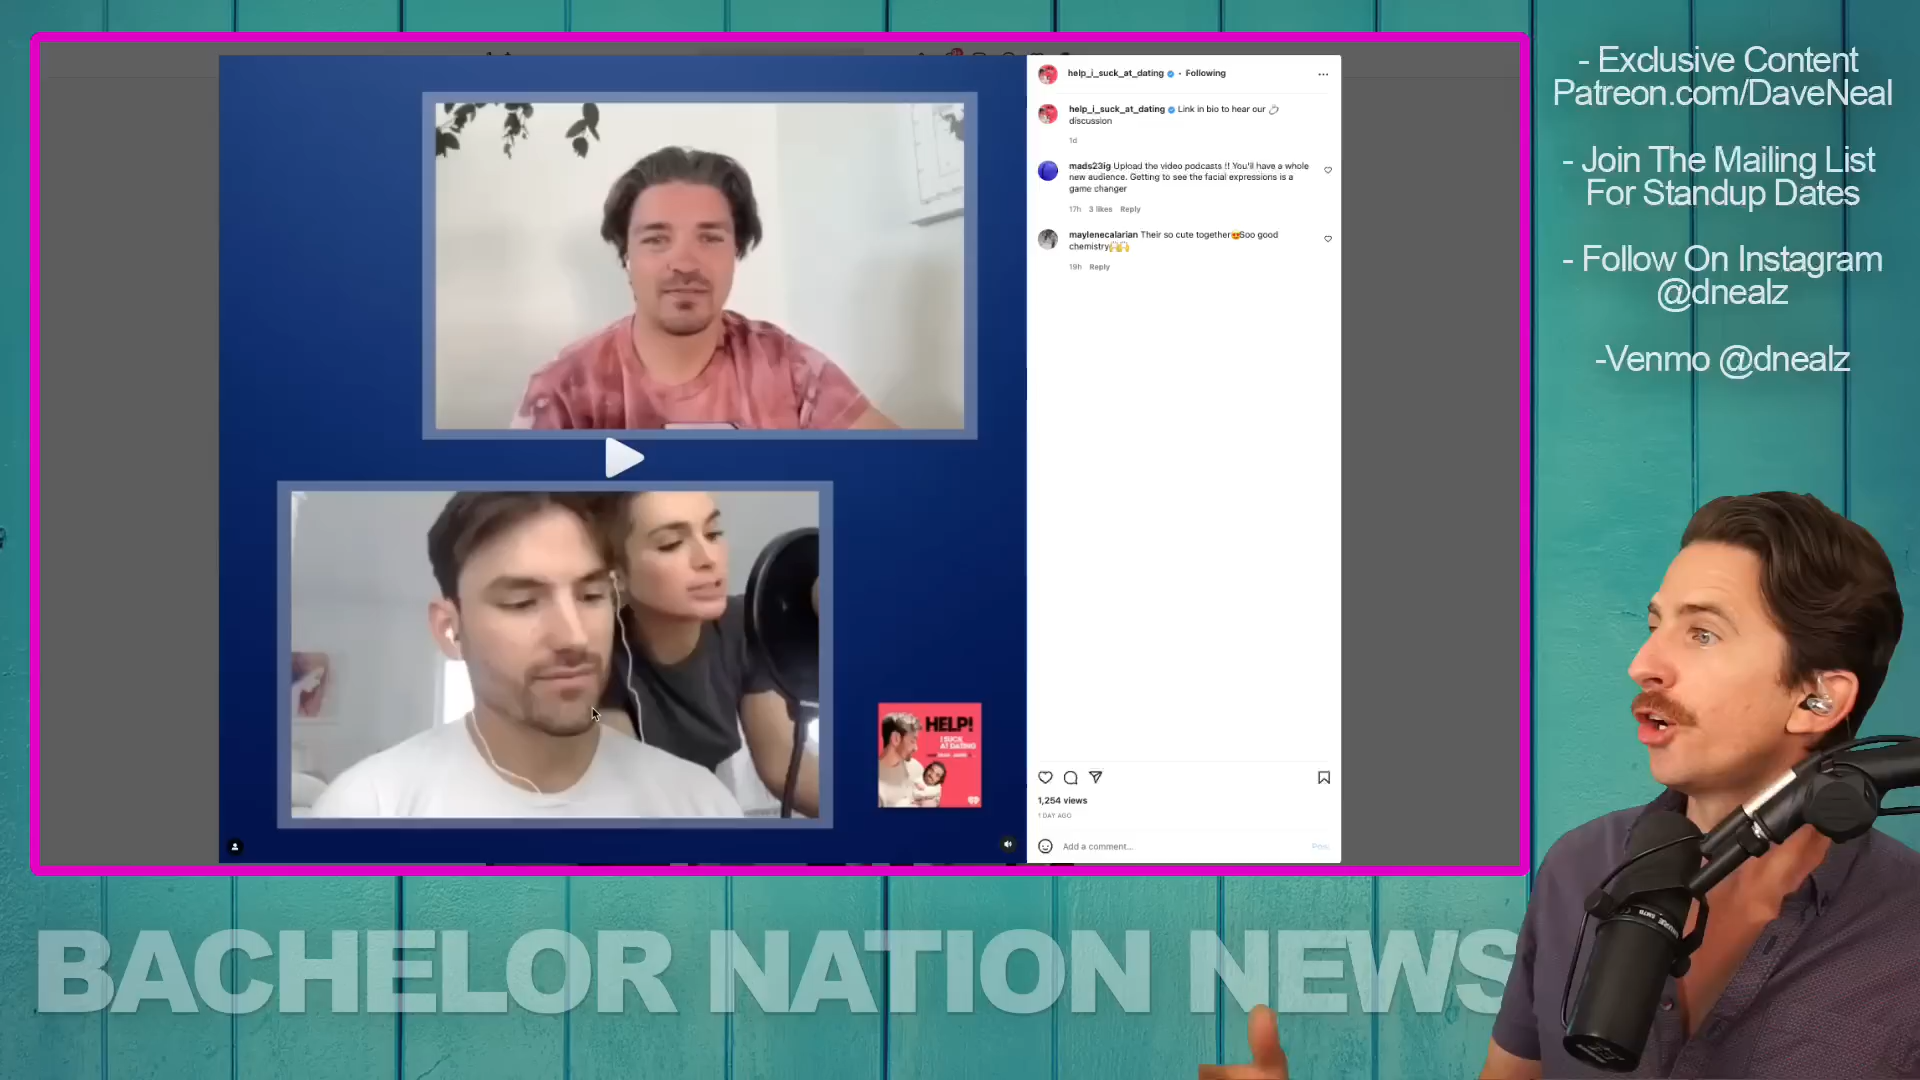 help_i_suck_at_dating • Following
help_i_suck_at_dating Link in bio to hear our
discussion
1d
mads23ig Upload the video podcasts !! You'll have a whole
new audience. Getting to see the facial expressions is a
game changer
17h 3 likes Reply
maylenecalarian Their so cute together😍Soo good
chemistry🙌🙌
19h Reply
HELP!
I SUCK
AT DATING
1,254 views
1 DAY AGO
Add a comment...
Post
- Exclusive Content
Patreon.com/DaveNeal
- Join The Mailing List
For Standup Dates
- Follow On Instagram
@dnealz
-Venmo @dnealz
BACHELOR NATION NEWS